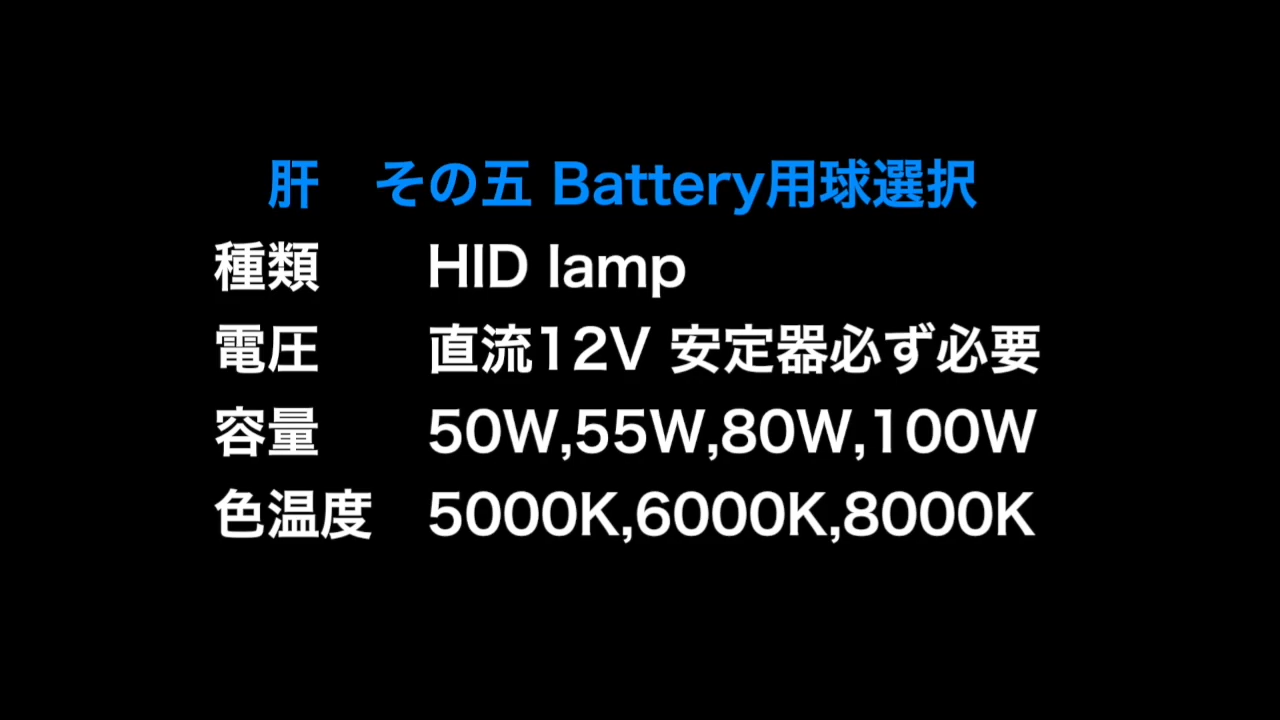 肝　その五 Battery用球選択
種類　　HID lamp
電圧　　直流12V 安定器必ず必要
容量　　50W,55W,80W,100W
色温度　5000K,6000K,8000K